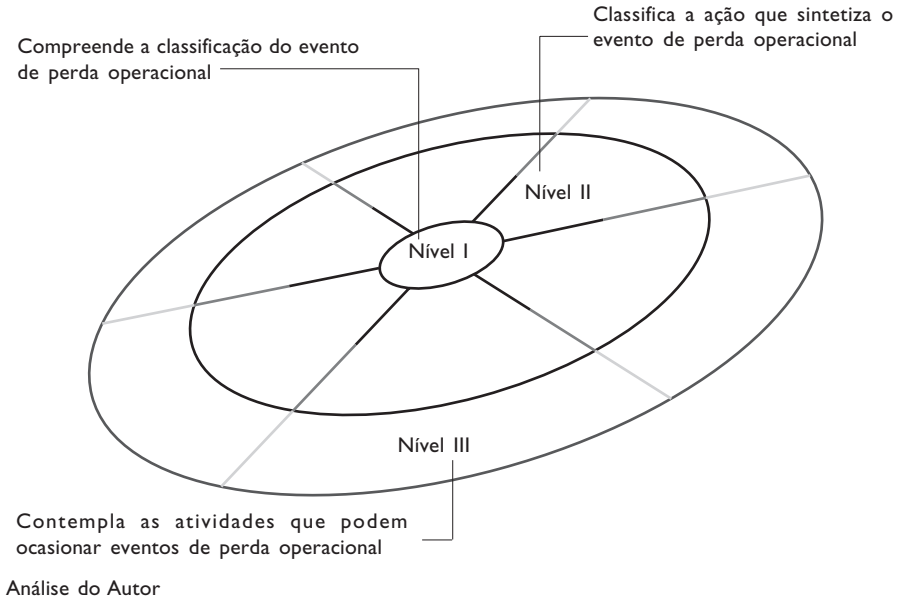 Classifica a ação que sintetiza o
evento de perda operacional
Compreende a classificação do evento
de perda operacional
Nível II
Nível I
Nível III
Contempla as atividades que podem
ocasionar eventos de perda operacional
Análise do Autor